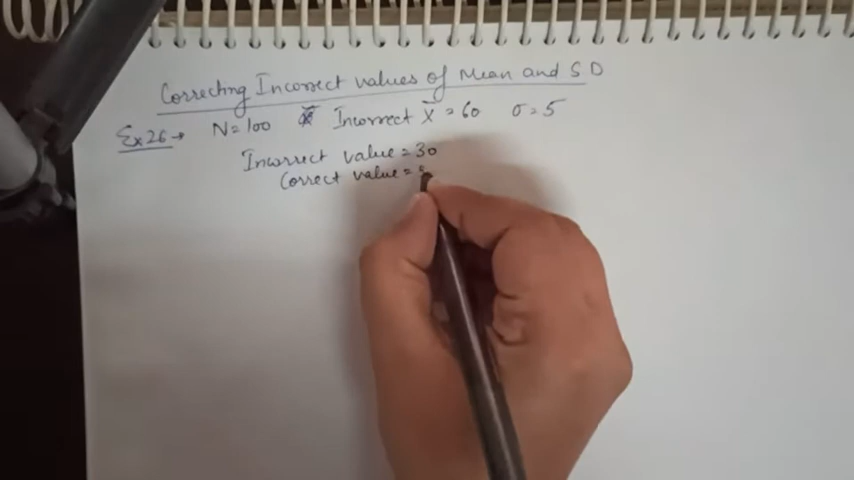 Correcting Incorrect values of Mean and S D
Ex 26 → N=100 Incorrect X̄ = 60 σ = 5
Incorrect value = 30
Correct value =